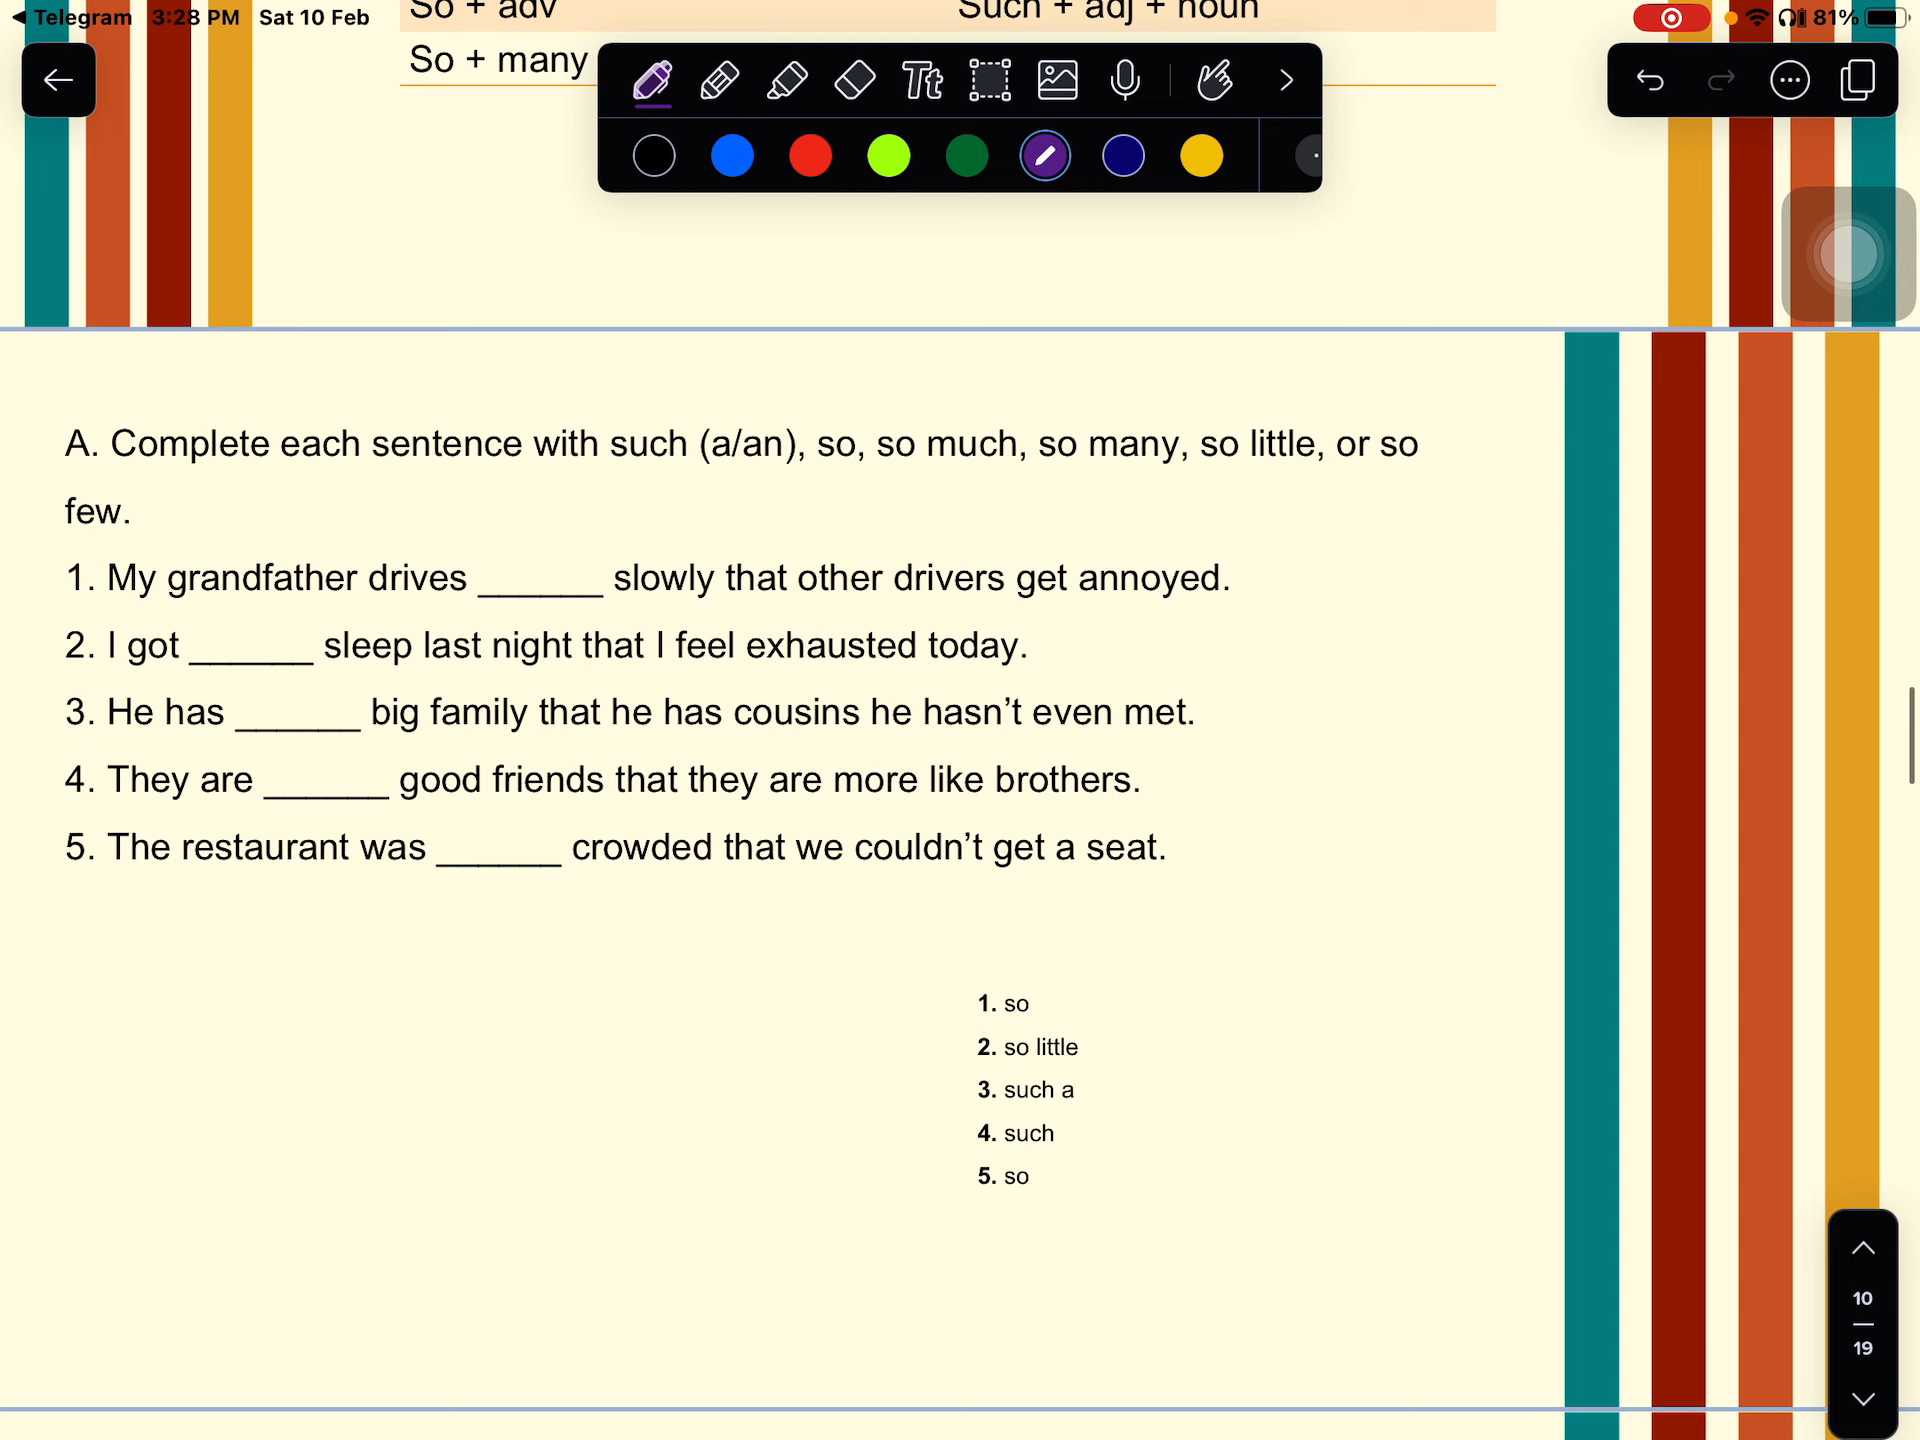 Telegram 3:28 PM Sat 10 Feb
81%
So + adv
Such + adj + noun
So + many
Tt
A. Complete each sentence with such (a/an), so, so much, so many, so little, or so
few.
1. My grandfather drives ______ slowly that other drivers get annoyed.
2. I got ______ sleep last night that I feel exhausted today.
3. He has ______ big family that he has cousins he hasn’t even met.
4. They are ______ good friends that they are more like brothers.
5. The restaurant was ______ crowded that we couldn’t get a seat.
1. so
2. so little
3. such a
4. such
5. so
10
19